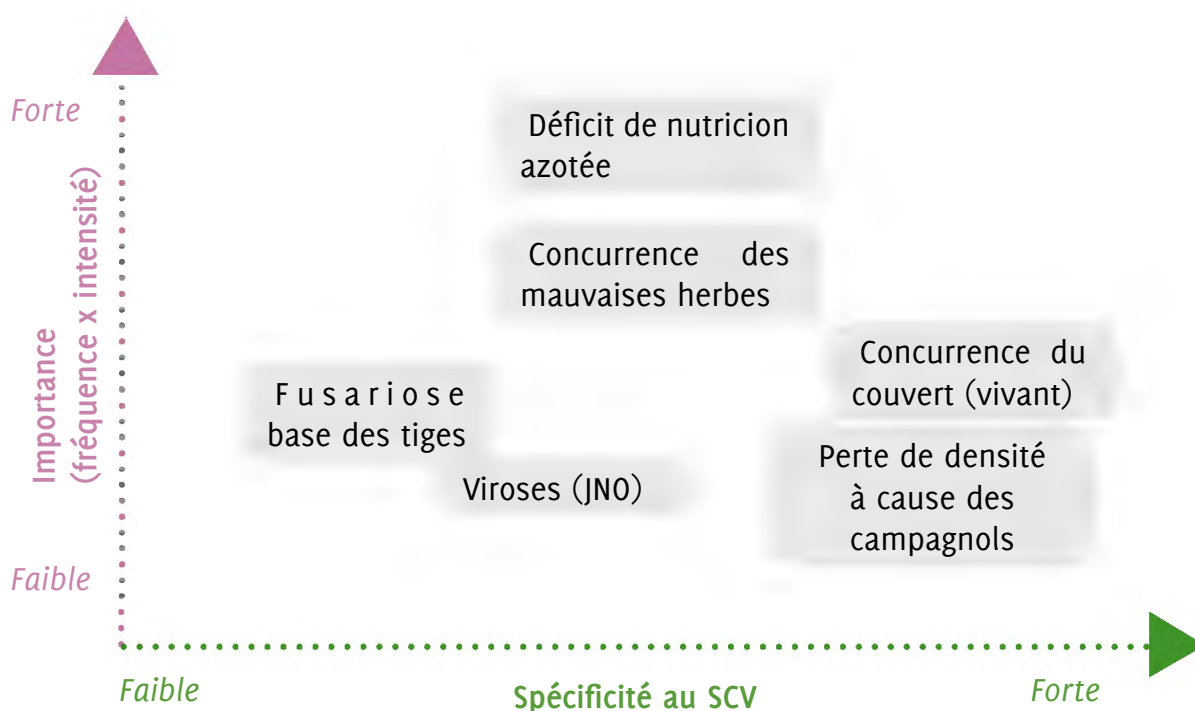 Forte
Importance
(fréquence x intensité)
Faible
Déficit de nutricion
azotée
Concurrence des
mauvaises herbes
Concurrence du
couvert (vivant)
Fusariose
base des tiges
Viroses (JNO)
Perte de densité
à cause des
campagnols
Faible
Spécificité au SCV
Forte